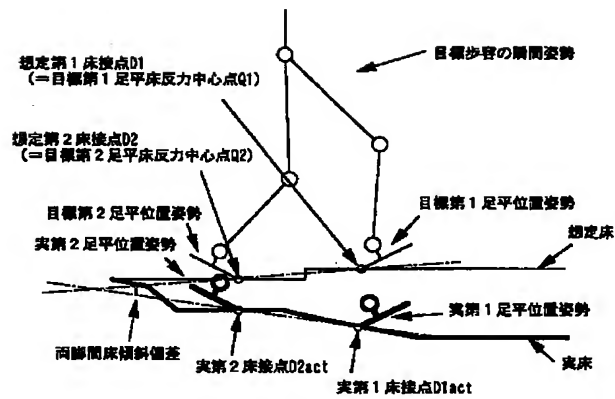 目標歩容の瞬間姿勢
想定第1床接点D1
(=目標第1足平床反力中心点Q1)
想定第2床接点D2
(=目標第2足平床反力中心点Q2)
目標第2足平位置姿勢
目標第1足平位置姿勢
実第2足平位置姿勢
想定床
実第1足平位置姿勢
両脚間床傾斜偏差
実第2床接点D2act
実床
実第1床接点D1act